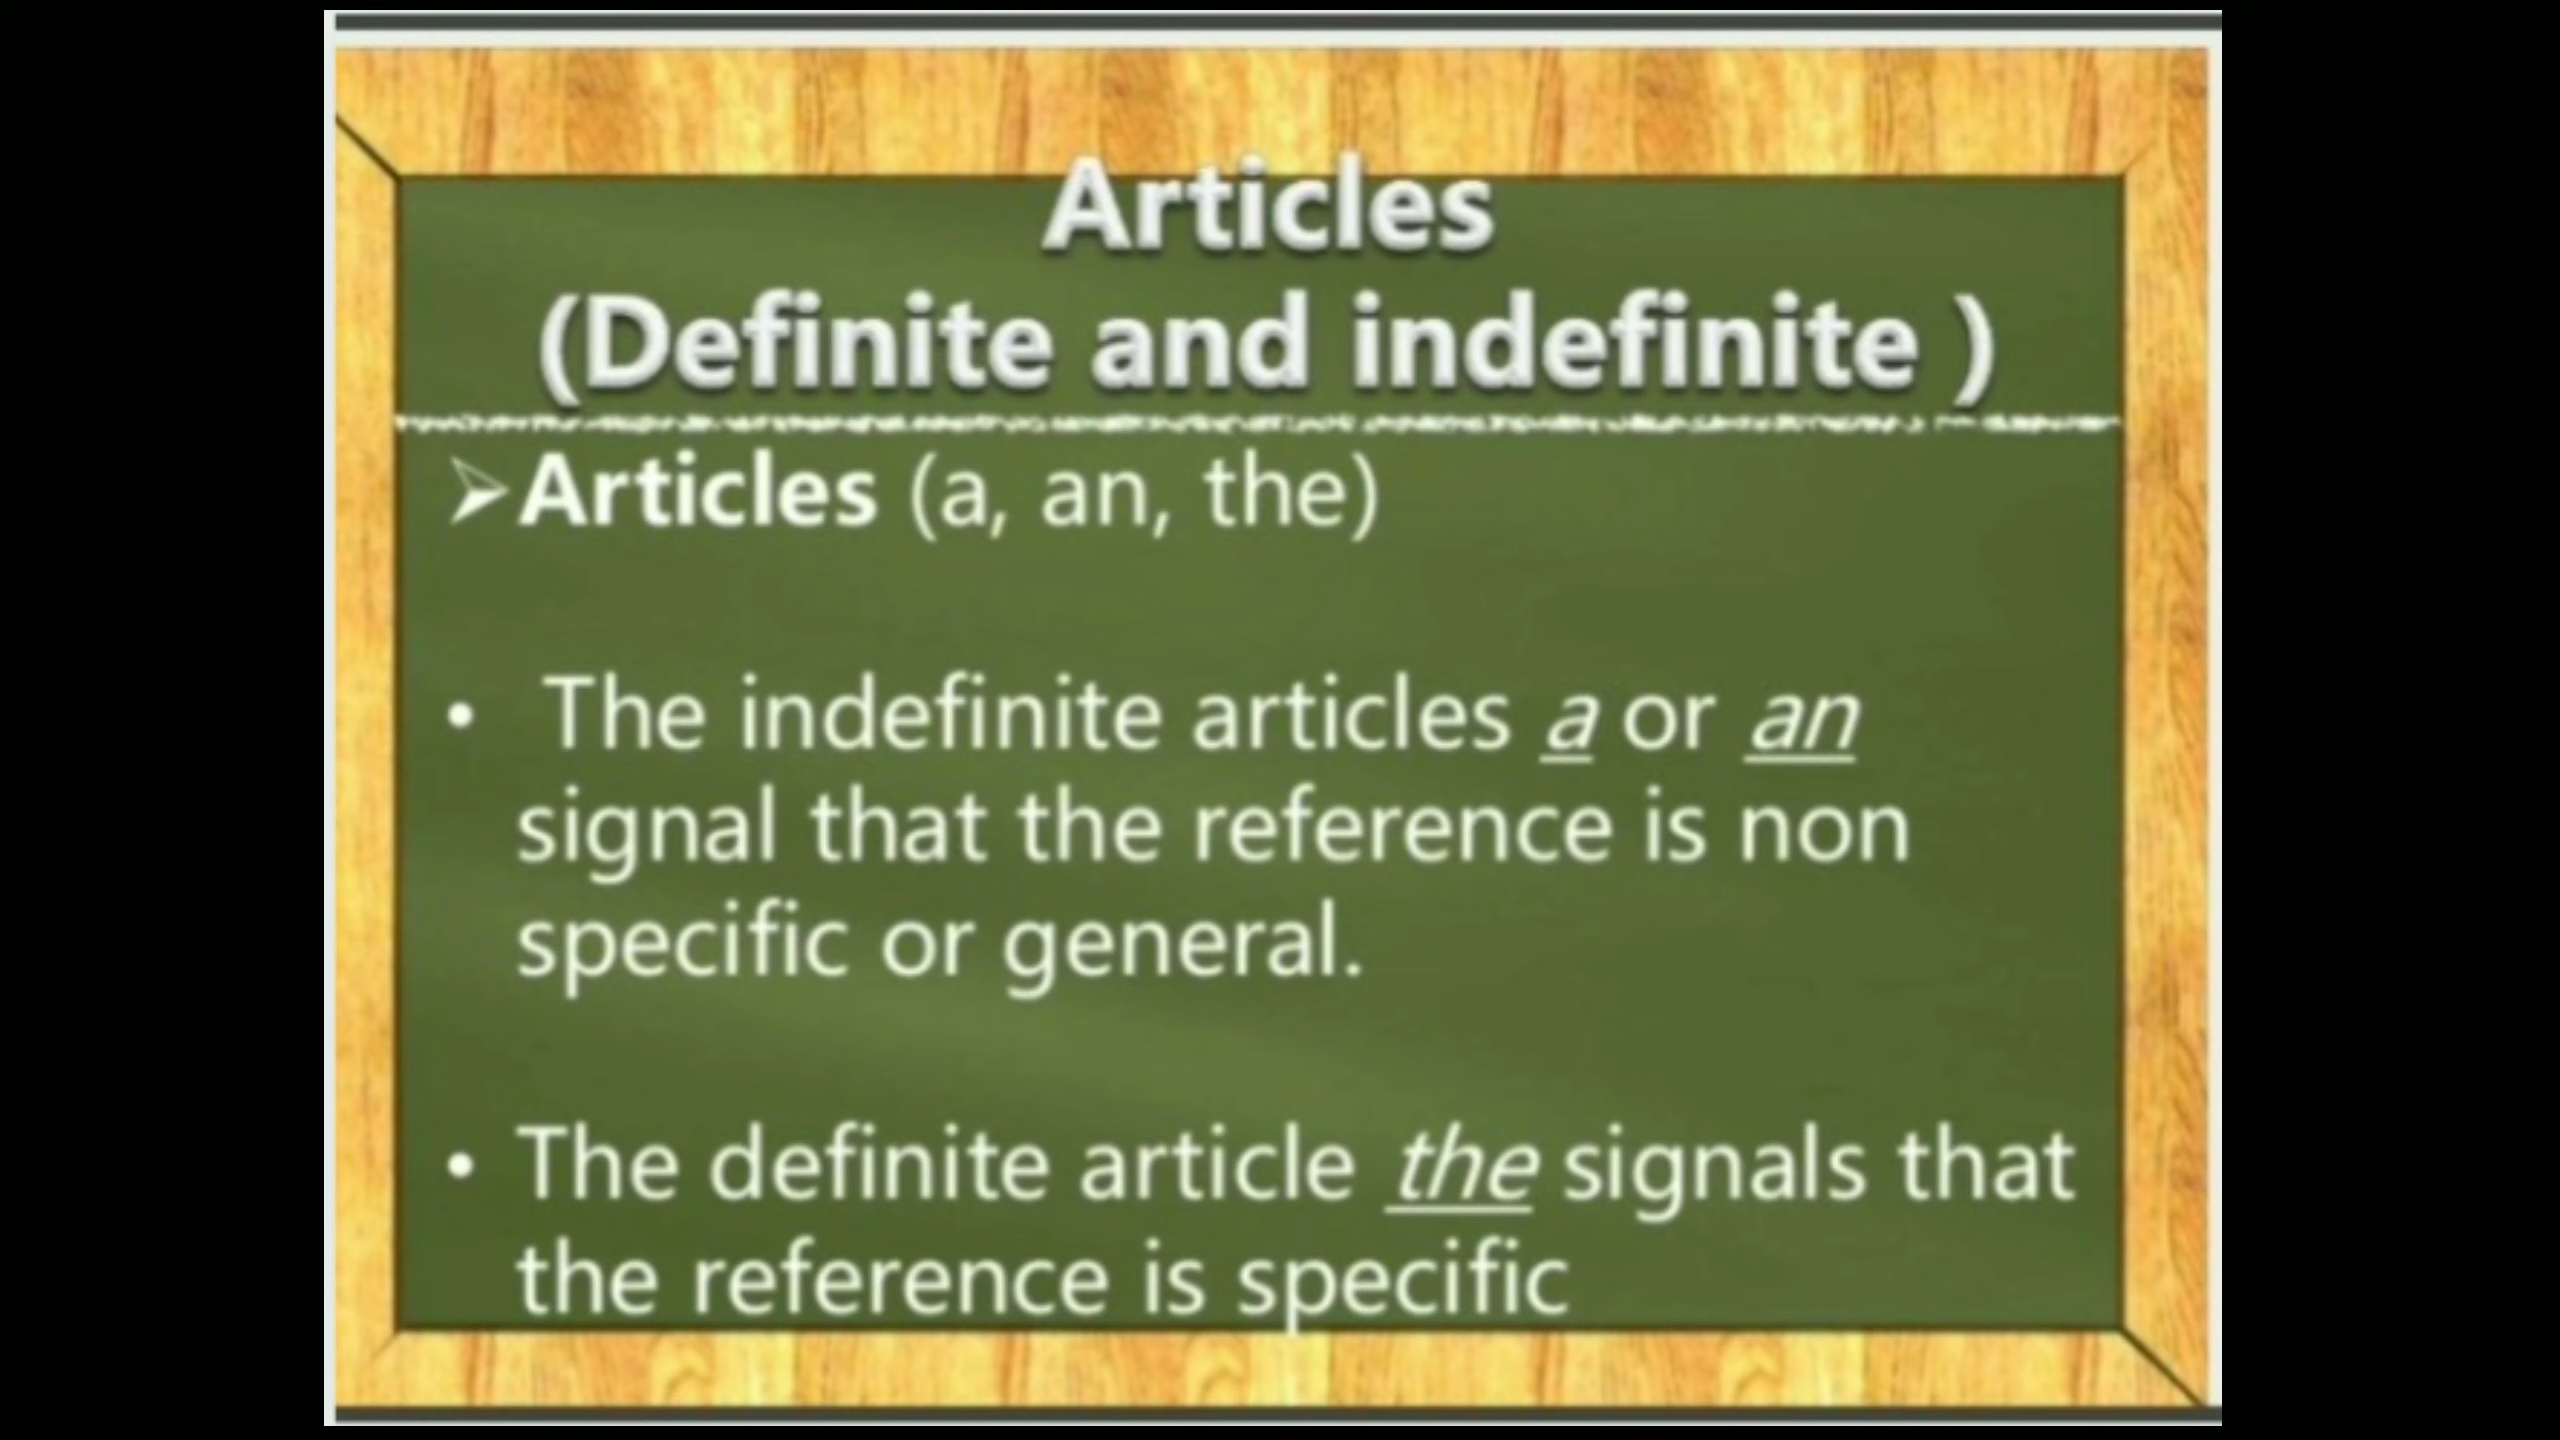 Articles
(Definite and indefinite )
➢Articles (a, an, the)
• The indefinite articles a or an
signal that the reference is non
specific or general.
• The definite article the signals that
the reference is specific